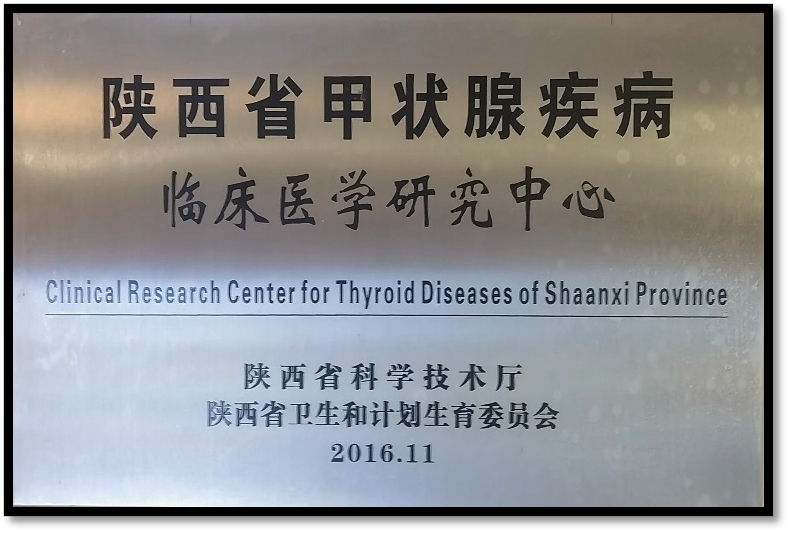 陕西省甲状腺疾病
临床医学研究中心
Clinical Research Center for Thyroid Diseases of Shaanxi Province
陕西省科学技术厅
陕西省卫生和计划生育委员会
2016.11